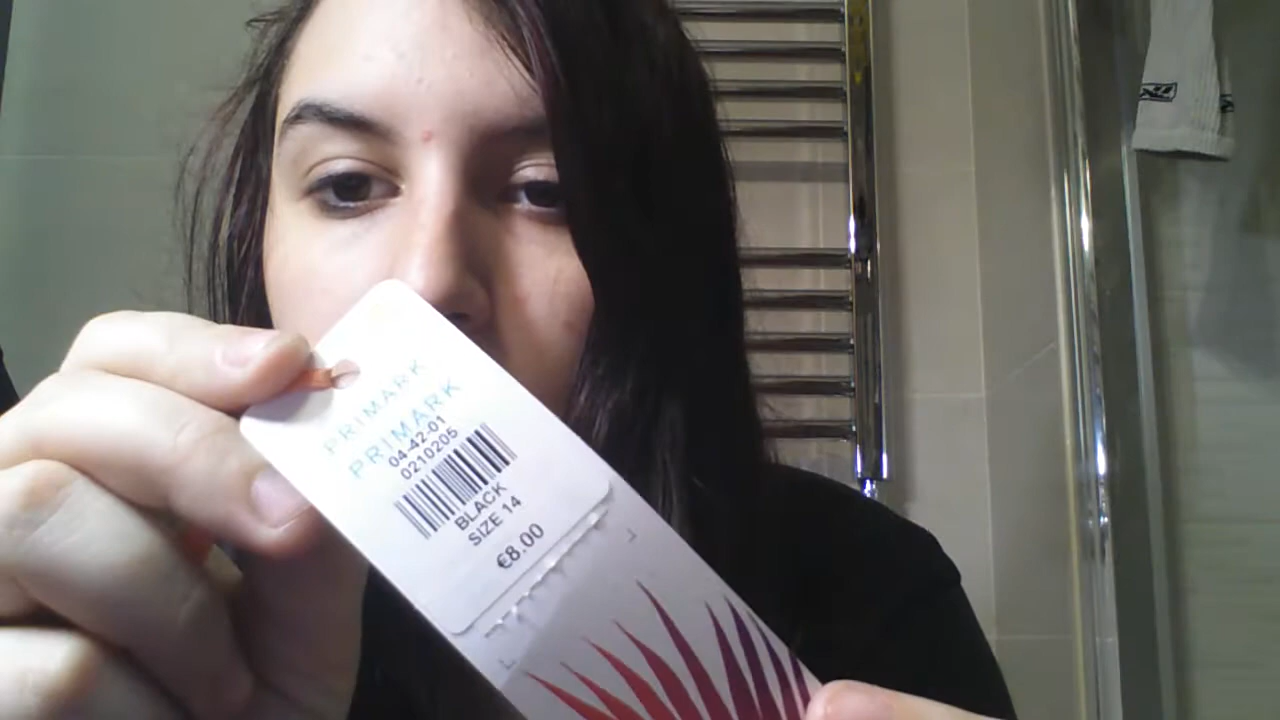 PRIMARK
PRIMARK
04-42-01
0210205
BLACK
SIZE 14
€8.00